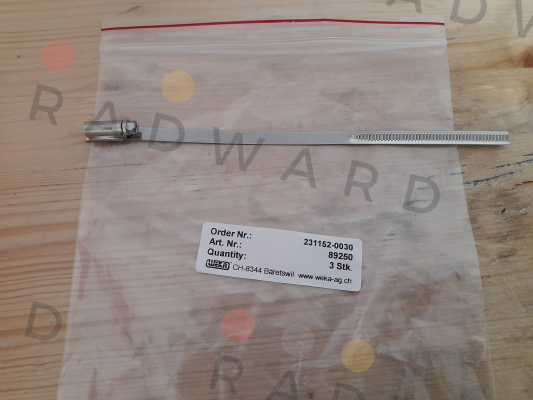 RADWARD
RADWARD
Order Nr.: 231152-0030
Art. Nr.: 89250
Quantity: 3 Stk.
WEKA CH-8344 Baretswil www.weka-ag.ch
D
RADWARD